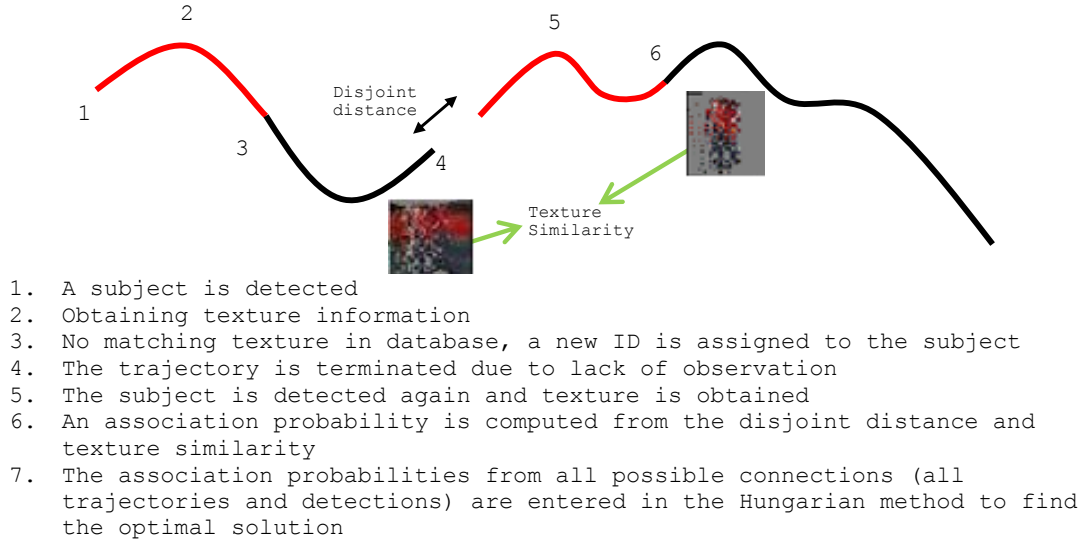 2
5
6
Disjoint
distance
1
3
4
Texture
Similarity
1. A subject is detected
2. Obtaining texture information
3. No matching texture in database, a new ID is assigned to the subject
4. The trajectory is terminated due to lack of observation
5. The subject is detected again and texture is obtained
6. An association probability is computed from the disjoint distance and
texture similarity
7. The association probabilities from all possible connections (all
trajectories and detections) are entered in the Hungarian method to find
the optimal solution